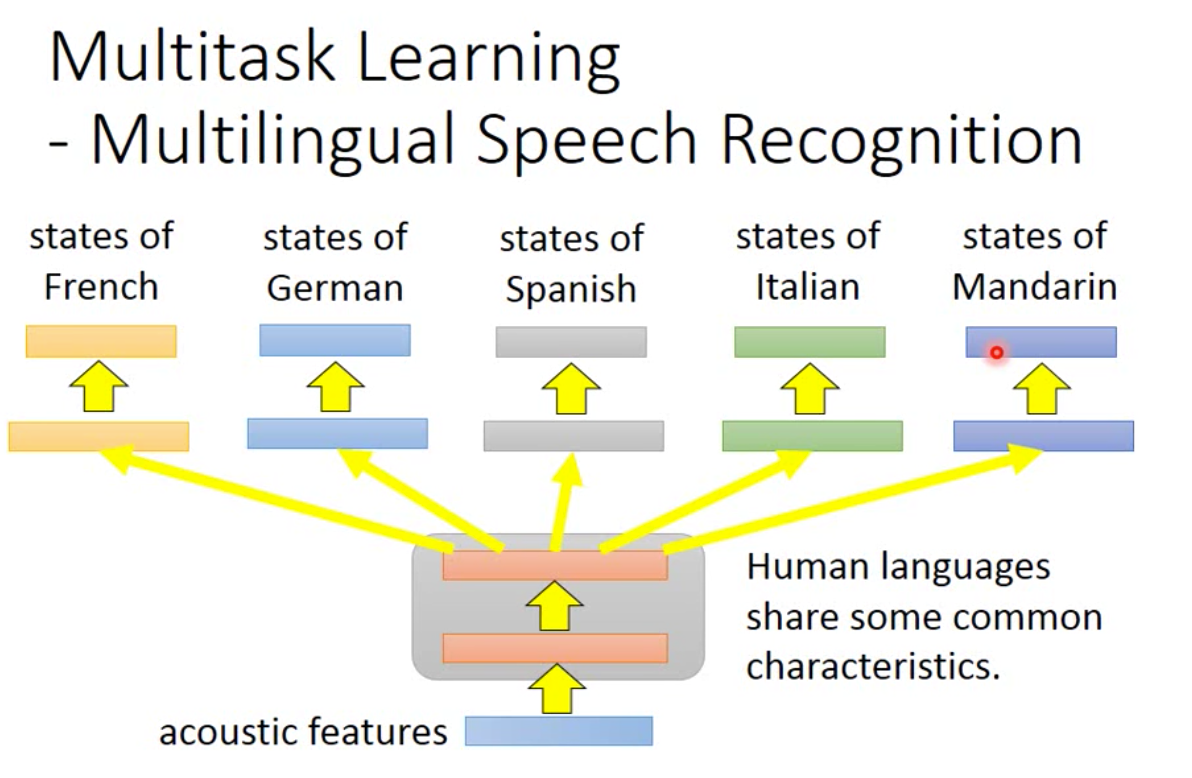 Multitask Learning
- Multilingual Speech Recognition
states of
French
states of
German
states of
Spanish
states of
Italian
states of
Mandarin
Human languages
share some common
characteristics.
acoustic features